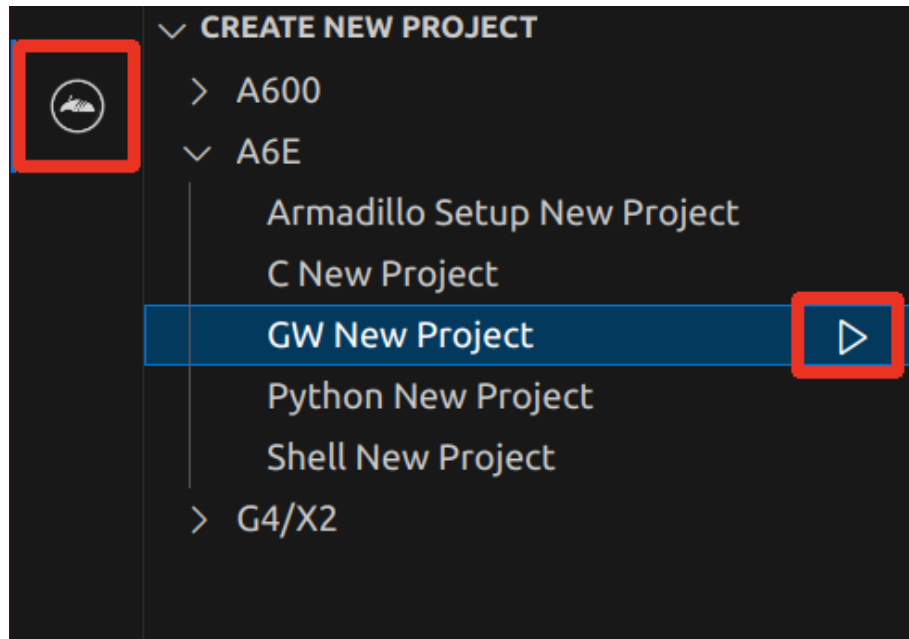 CREATE NEW PROJECT
A600
A6E
Armadillo Setup New Project
C New Project
GW New Project
Python New Project
Shell New Project
G4/X2